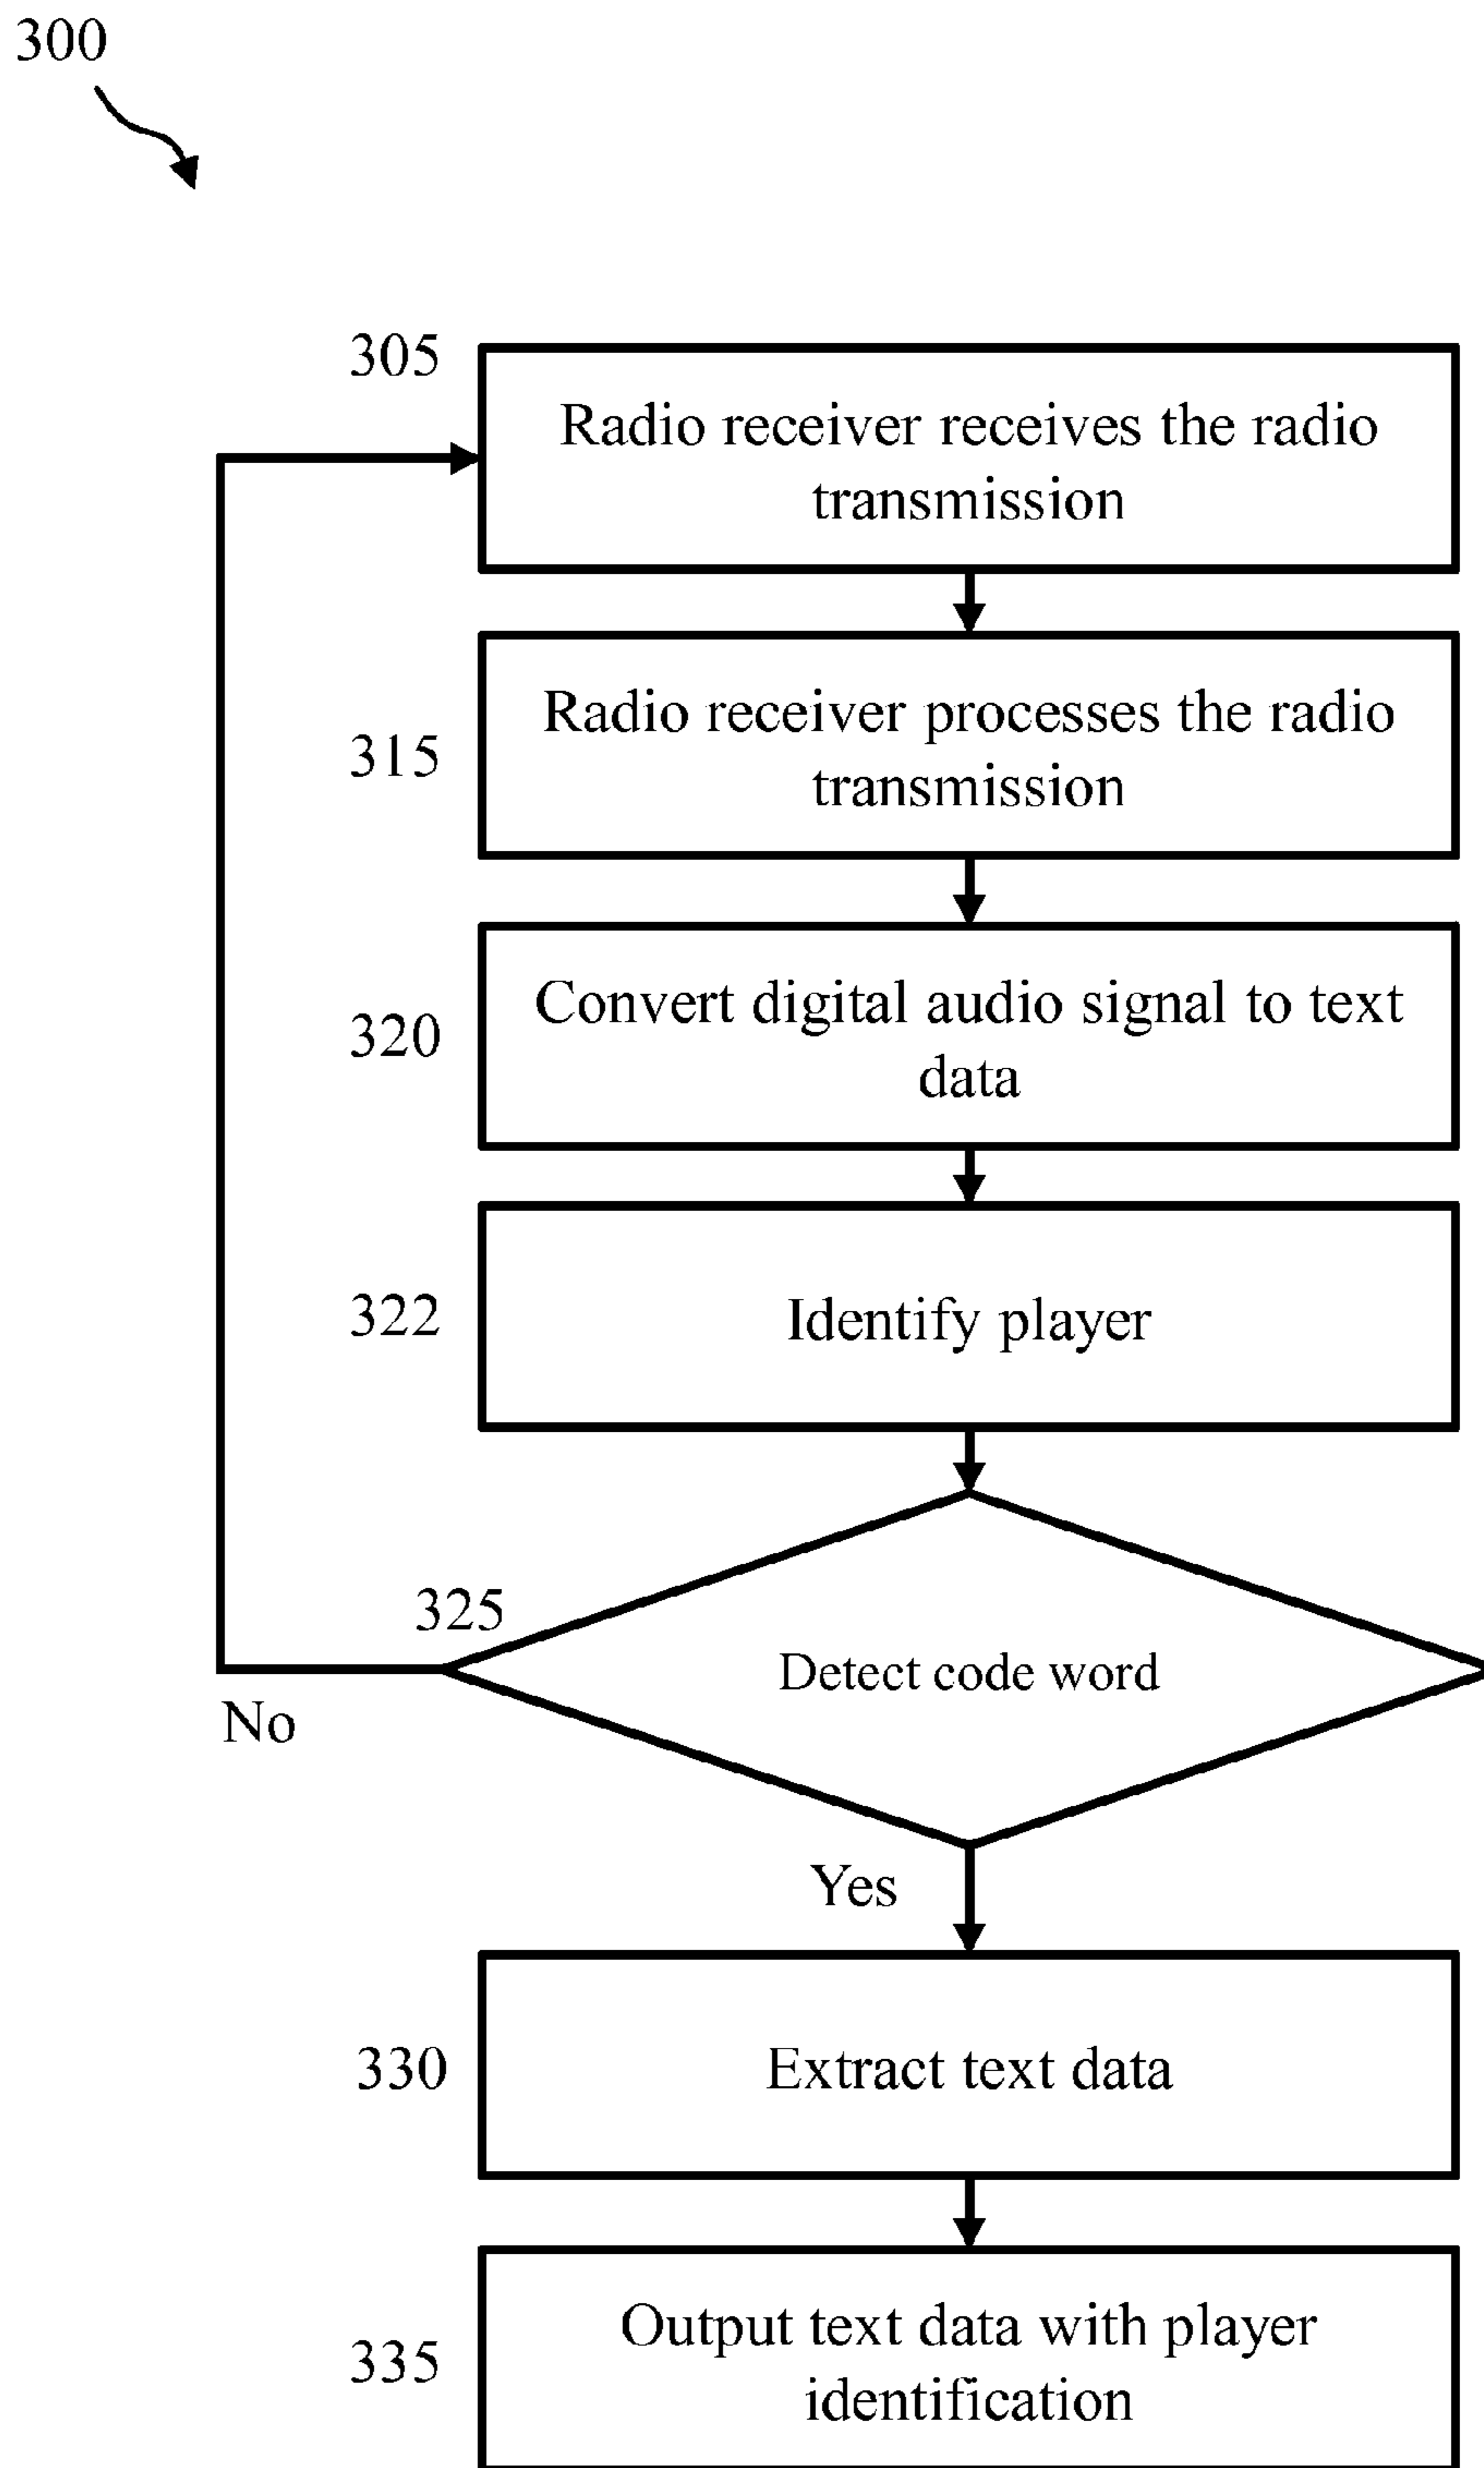 300
305
Radio receiver receives the radio
transmission
315
Radio receiver processes the radio
transmission
320
Convert digital audio signal to text
data
322
Identify player
325
Detect code word
No
Yes
330
Extract text data
335
Output text data with player
identification